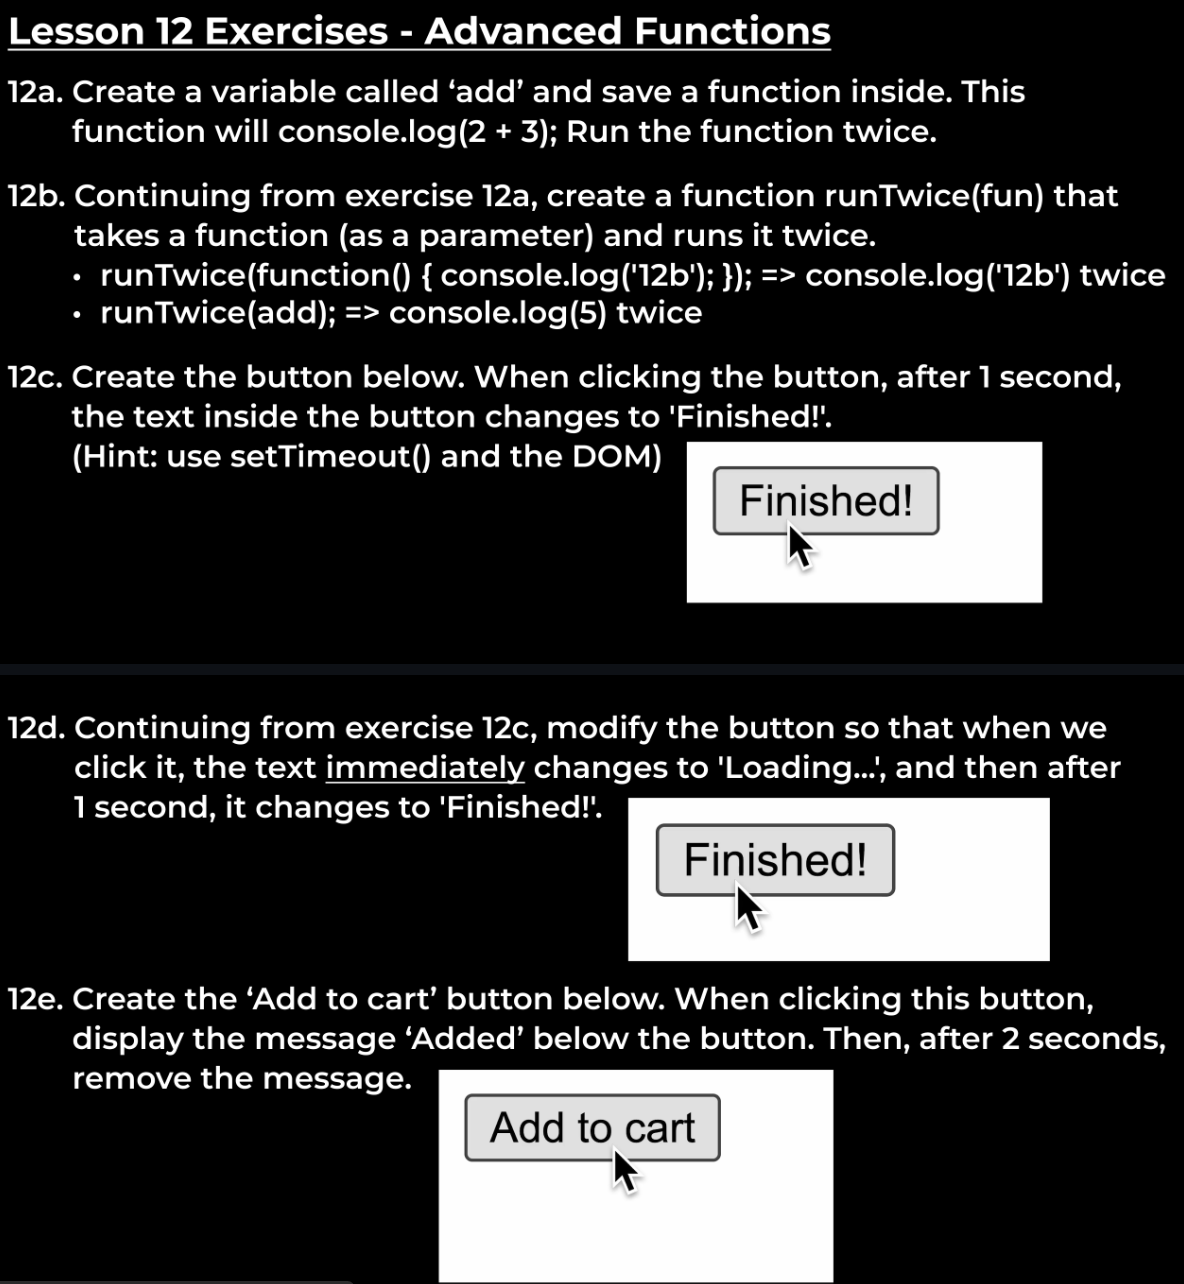 Lesson 12 Exercises - Advanced Functions
12a. Create a variable called ‘add’ and save a function inside. This
function will console.log(2 + 3); Run the function twice.
12b. Continuing from exercise 12a, create a function runTwice(fun) that
takes a function (as a parameter) and runs it twice.
• runTwice(function() { console.log('12b'); }); => console.log('12b') twice
• runTwice(add); => console.log(5) twice
12c. Create the button below. When clicking the button, after 1 second,
the text inside the button changes to 'Finished!'.
(Hint: use setTimeout() and the DOM)
Finished!
12d. Continuing from exercise 12c, modify the button so that when we
click it, the text immediately changes to 'Loading...', and then after
1 second, it changes to 'Finished!'.
Finished!
12e. Create the ‘Add to cart’ button below. When clicking this button,
display the message ‘Added’ below the button. Then, after 2 seconds,
remove the message.
Add to cart